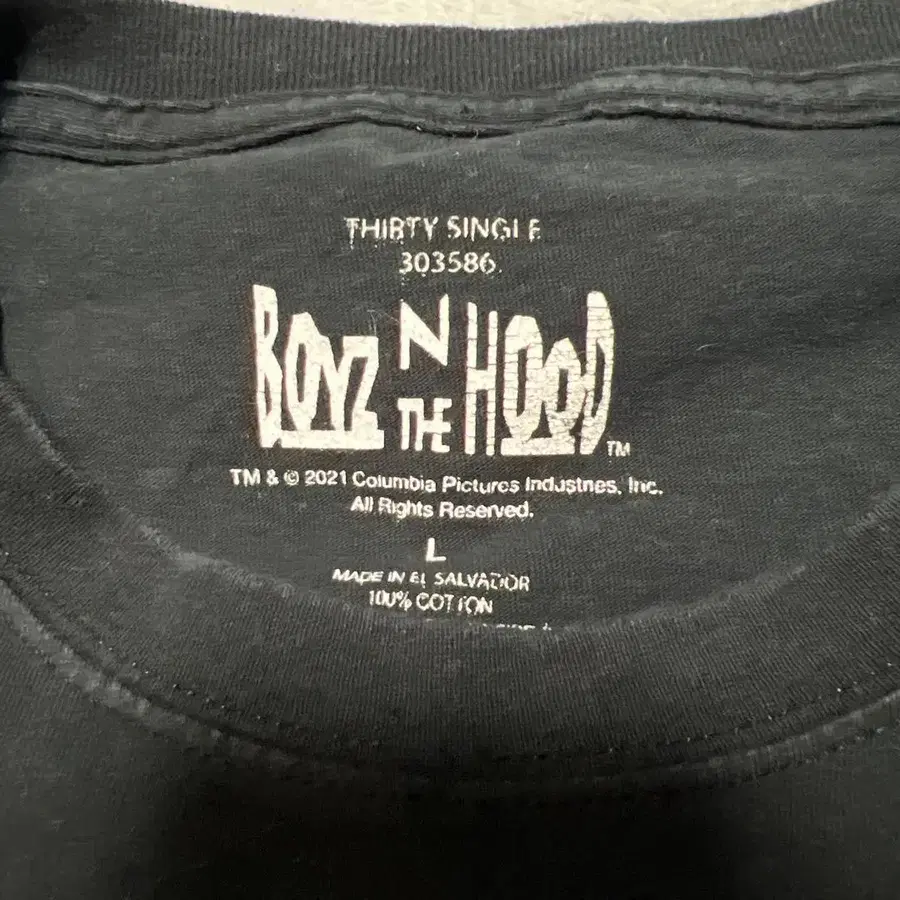 THIRTY SINGLE
303586
BOYZ N THE HOOD TM
TM & © 2021 Columbia Pictures Industries, Inc.
All Rights Reserved.
L
MADE IN EL SALVADOR
100% COTTON